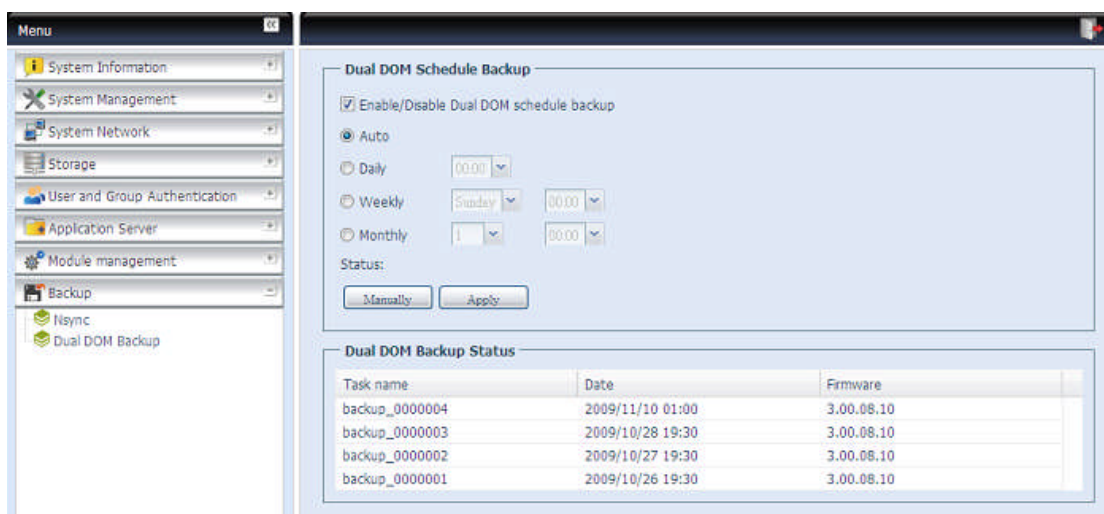 Menu
System Information
System Management
System Network
Storage
User and Group Authentication
Application Server
Module management
Backup
Nsync
Dual DOM Backup
Dual DOM Schedule Backup
Enable/Disable Dual DOM schedule backup
Auto
Daily 00:00
Weekly Sunday 00:00
Monthly 1 00:00
Status:
Manually Apply
Dual DOM Backup Status
Task name Date Firmware
backup_0000004 2009/11/10 01:00 3.00.08.10
backup_0000003 2009/10/28 19:30 3.00.08.10
backup_0000002 2009/10/27 19:30 3.00.08.10
backup_0000001 2009/10/26 19:30 3.00.08.10